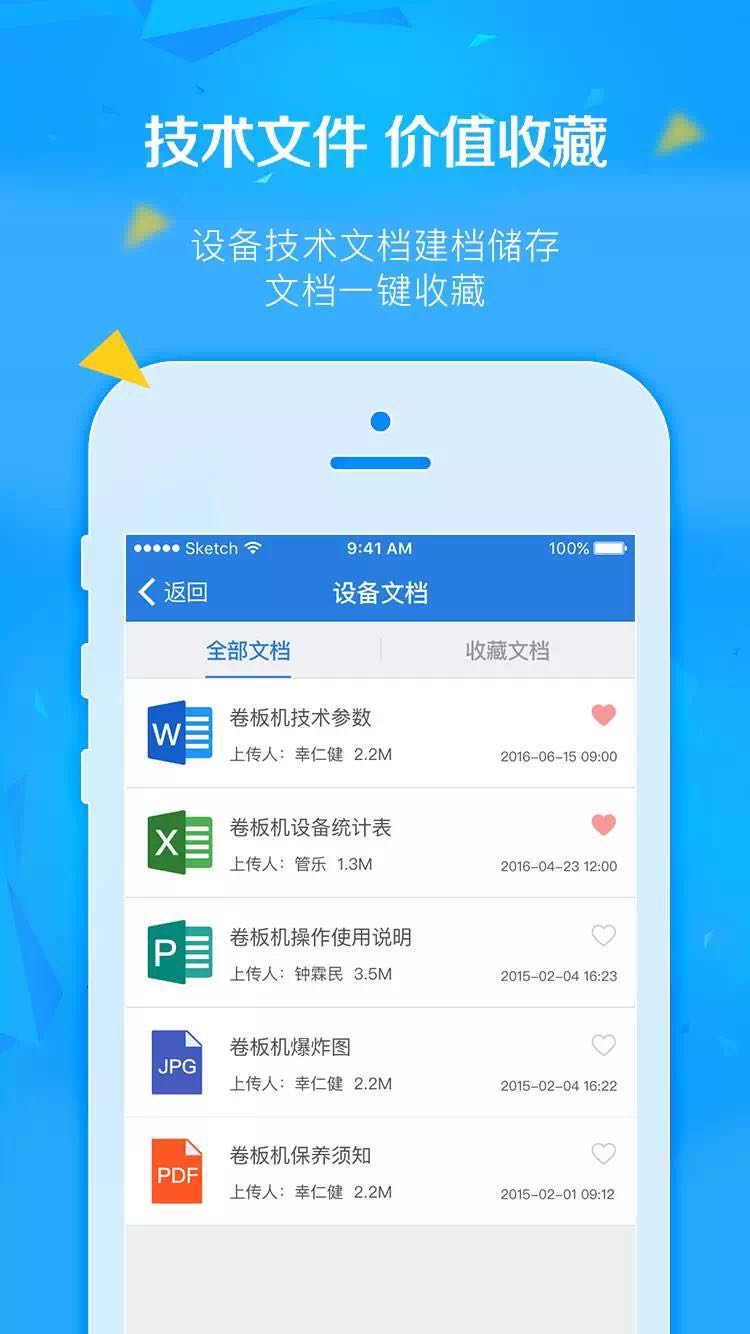 技术文件 价值收藏
设备技术文档建档储存
文档一键收藏
Sketch 9:41 AM 100%
返回 设备文档
全部文档 收藏文档
W 卷板机技术参数
上传人：幸仁健 2.2M 2016-06-15 09:00
X 卷板机设备统计表
上传人：管乐 1.3M 2016-04-23 12:00
P 卷板机操作使用说明
上传人：钟霖民 3.5M 2015-02-04 16:23
JPG 卷板机爆炸图
上传人：幸仁健 2.2M 2015-02-04 16:22
PDF 卷板机保养须知
上传人：幸仁健 2.2M 2015-02-01 09:12